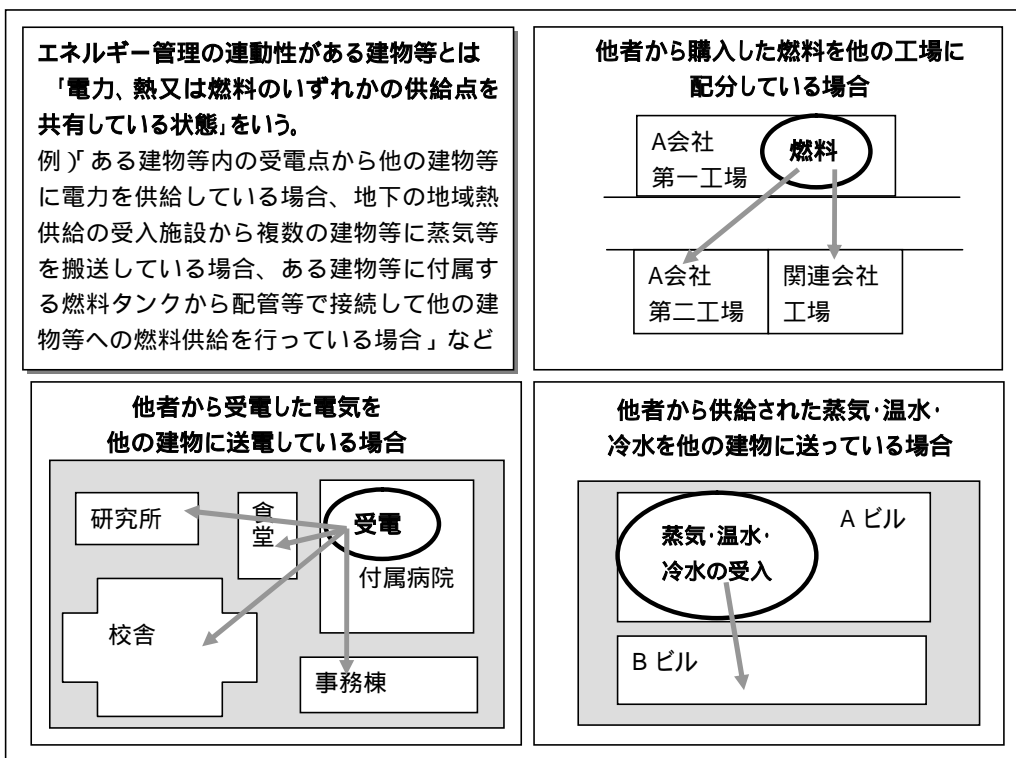 エネルギー管理の連動性がある建物等とは
「電力、熱又は燃料のいずれかの供給点を
共有している状態」をいう。
例)「ある建物等内の受電点から他の建物等
に電力を供給している場合、地下の地域熱
供給の受入施設から複数の建物等に蒸気等
を搬送している場合、ある建物等に付属す
る燃料タンクから配管等で接続して他の建
物等への燃料供給を行っている場合」など
他者から購入した燃料を他の工場に
配分している場合
A会社
第一工場
燃料
A会社
第二工場
関連会社
工場
他者から受電した電気を
他の建物に送電している場合
研究所
食
堂
受電
付属病院
校舎
事務棟
他者から供給された蒸気・温水・
冷水を他の建物に送っている場合
蒸気・温水・
冷水の受入
A ビル
B ビル